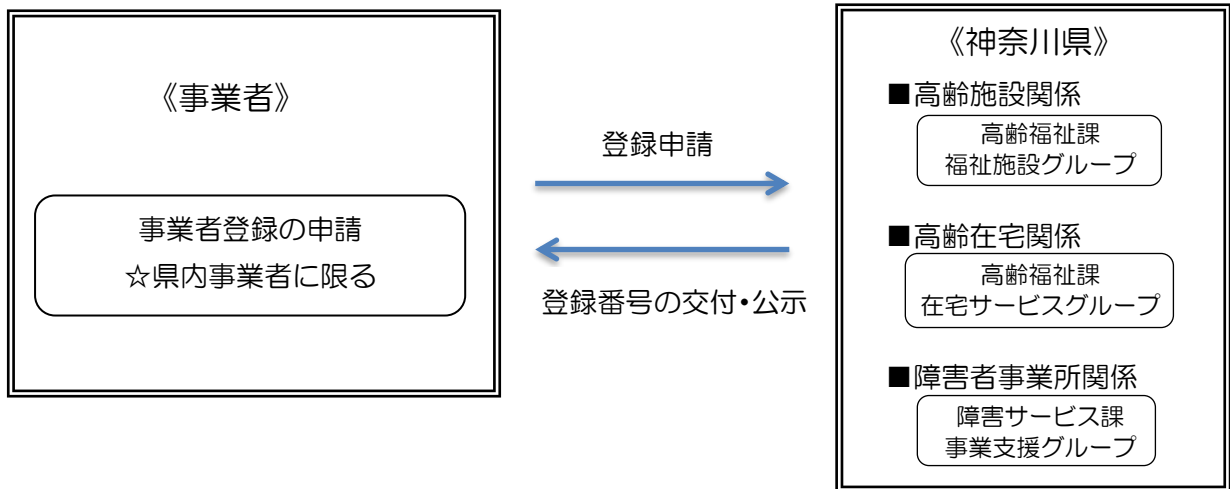 《事業者》
事業者登録の申請
☆県内事業者に限る
登録申請
登録番号の交付・公示
《神奈川県》
■高齢施設関係
高齢福祉課
福祉施設グループ
■高齢在宅関係
高齢福祉課
在宅サービスグループ
■障害者事業所関係
障害サービス課
事業支援グループ